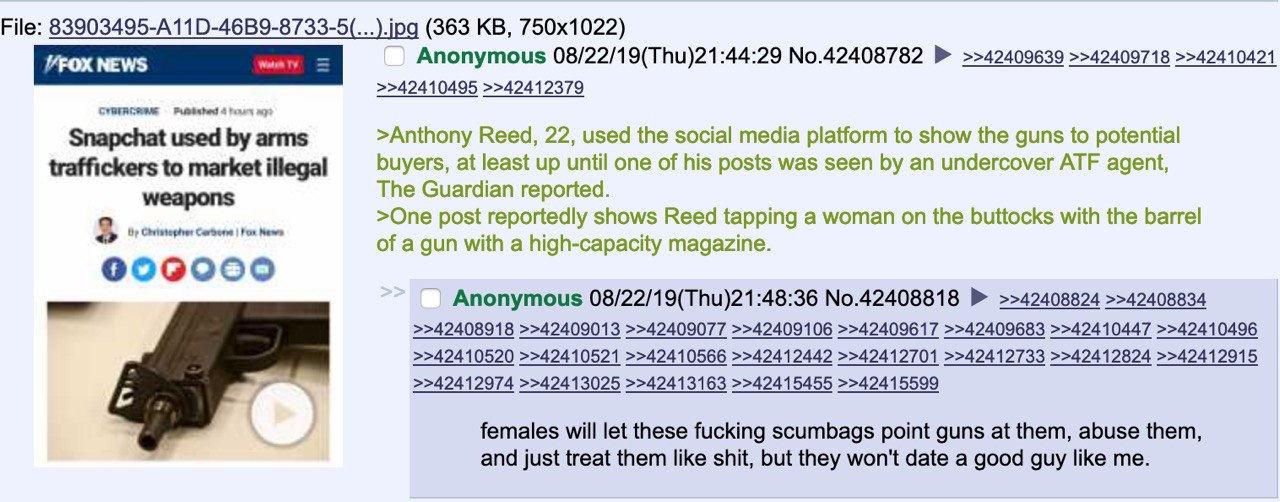 File: 83903495-A11D-46B9-8733-5(...).jpg (363 KB, 750x1022)
FOX NEWS
Watch TV
CYBERCRIME Published 4 hours ago
Snapchat used by arms
traffickers to market illegal
weapons
By Christopher Carbone | Fox News
Anonymous 08/22/19(Thu)21:44:29 No.42408782 ▶ >>42409639 >>42409718 >>42410421
>>42410495 >>42412379
>Anthony Reed, 22, used the social media platform to show the guns to potential
buyers, at least up until one of his posts was seen by an undercover ATF agent,
The Guardian reported.
>One post reportedly shows Reed tapping a woman on the buttocks with the barrel
of a gun with a high-capacity magazine.
>> Anonymous 08/22/19(Thu)21:48:36 No.42408818 ▶ >>42408824 >>42408834
>>42408918 >>42409013 >>42409077 >>42409106 >>42409617 >>42409683 >>42410447 >>42410496
>>42410520 >>42410521 >>42410566 >>42412442 >>42412701 >>42412733 >>42412824 >>42412915
>>42412974 >>42413025 >>42413163 >>42415455 >>42415599
females will let these fucking scumbags point guns at them, abuse them,
and just treat them like shit, but they won't date a good guy like me.